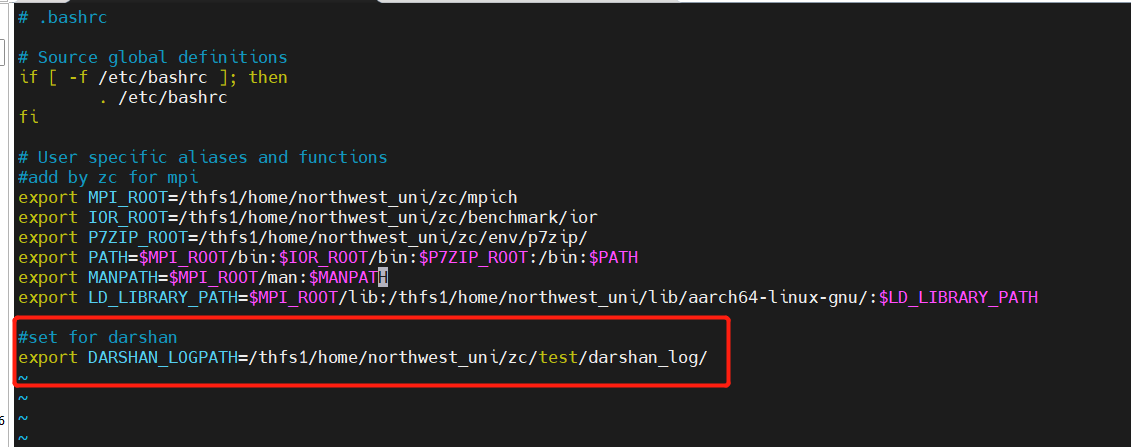 # .bashrc
# Source global definitions
if [ -f /etc/bashrc ]; then
. /etc/bashrc
fi
# User specific aliases and functions
#add by zc for mpi
export MPI_ROOT=/thfs1/home/northwest_uni/zc/mpich
export IOR_ROOT=/thfs1/home/northwest_uni/zc/benchmark/ior
export P7ZIP_ROOT=/thfs1/home/northwest_uni/zc/env/p7zip/
export PATH=$MPI_ROOT/bin:$IOR_ROOT/bin:$P7ZIP_ROOT:/bin:$PATH
export MANPATH=$MPI_ROOT/man:$MANPATH
export LD_LIBRARY_PATH=$MPI_ROOT/lib:/thfs1/home/northwest_uni/lib/aarch64-linux-gnu/:$LD_LIBRARY_PATH
#set for darshan
export DARSHAN_LOGPATH=/thfs1/home/northwest_uni/zc/test/darshan_log/
~
~
~
~
6